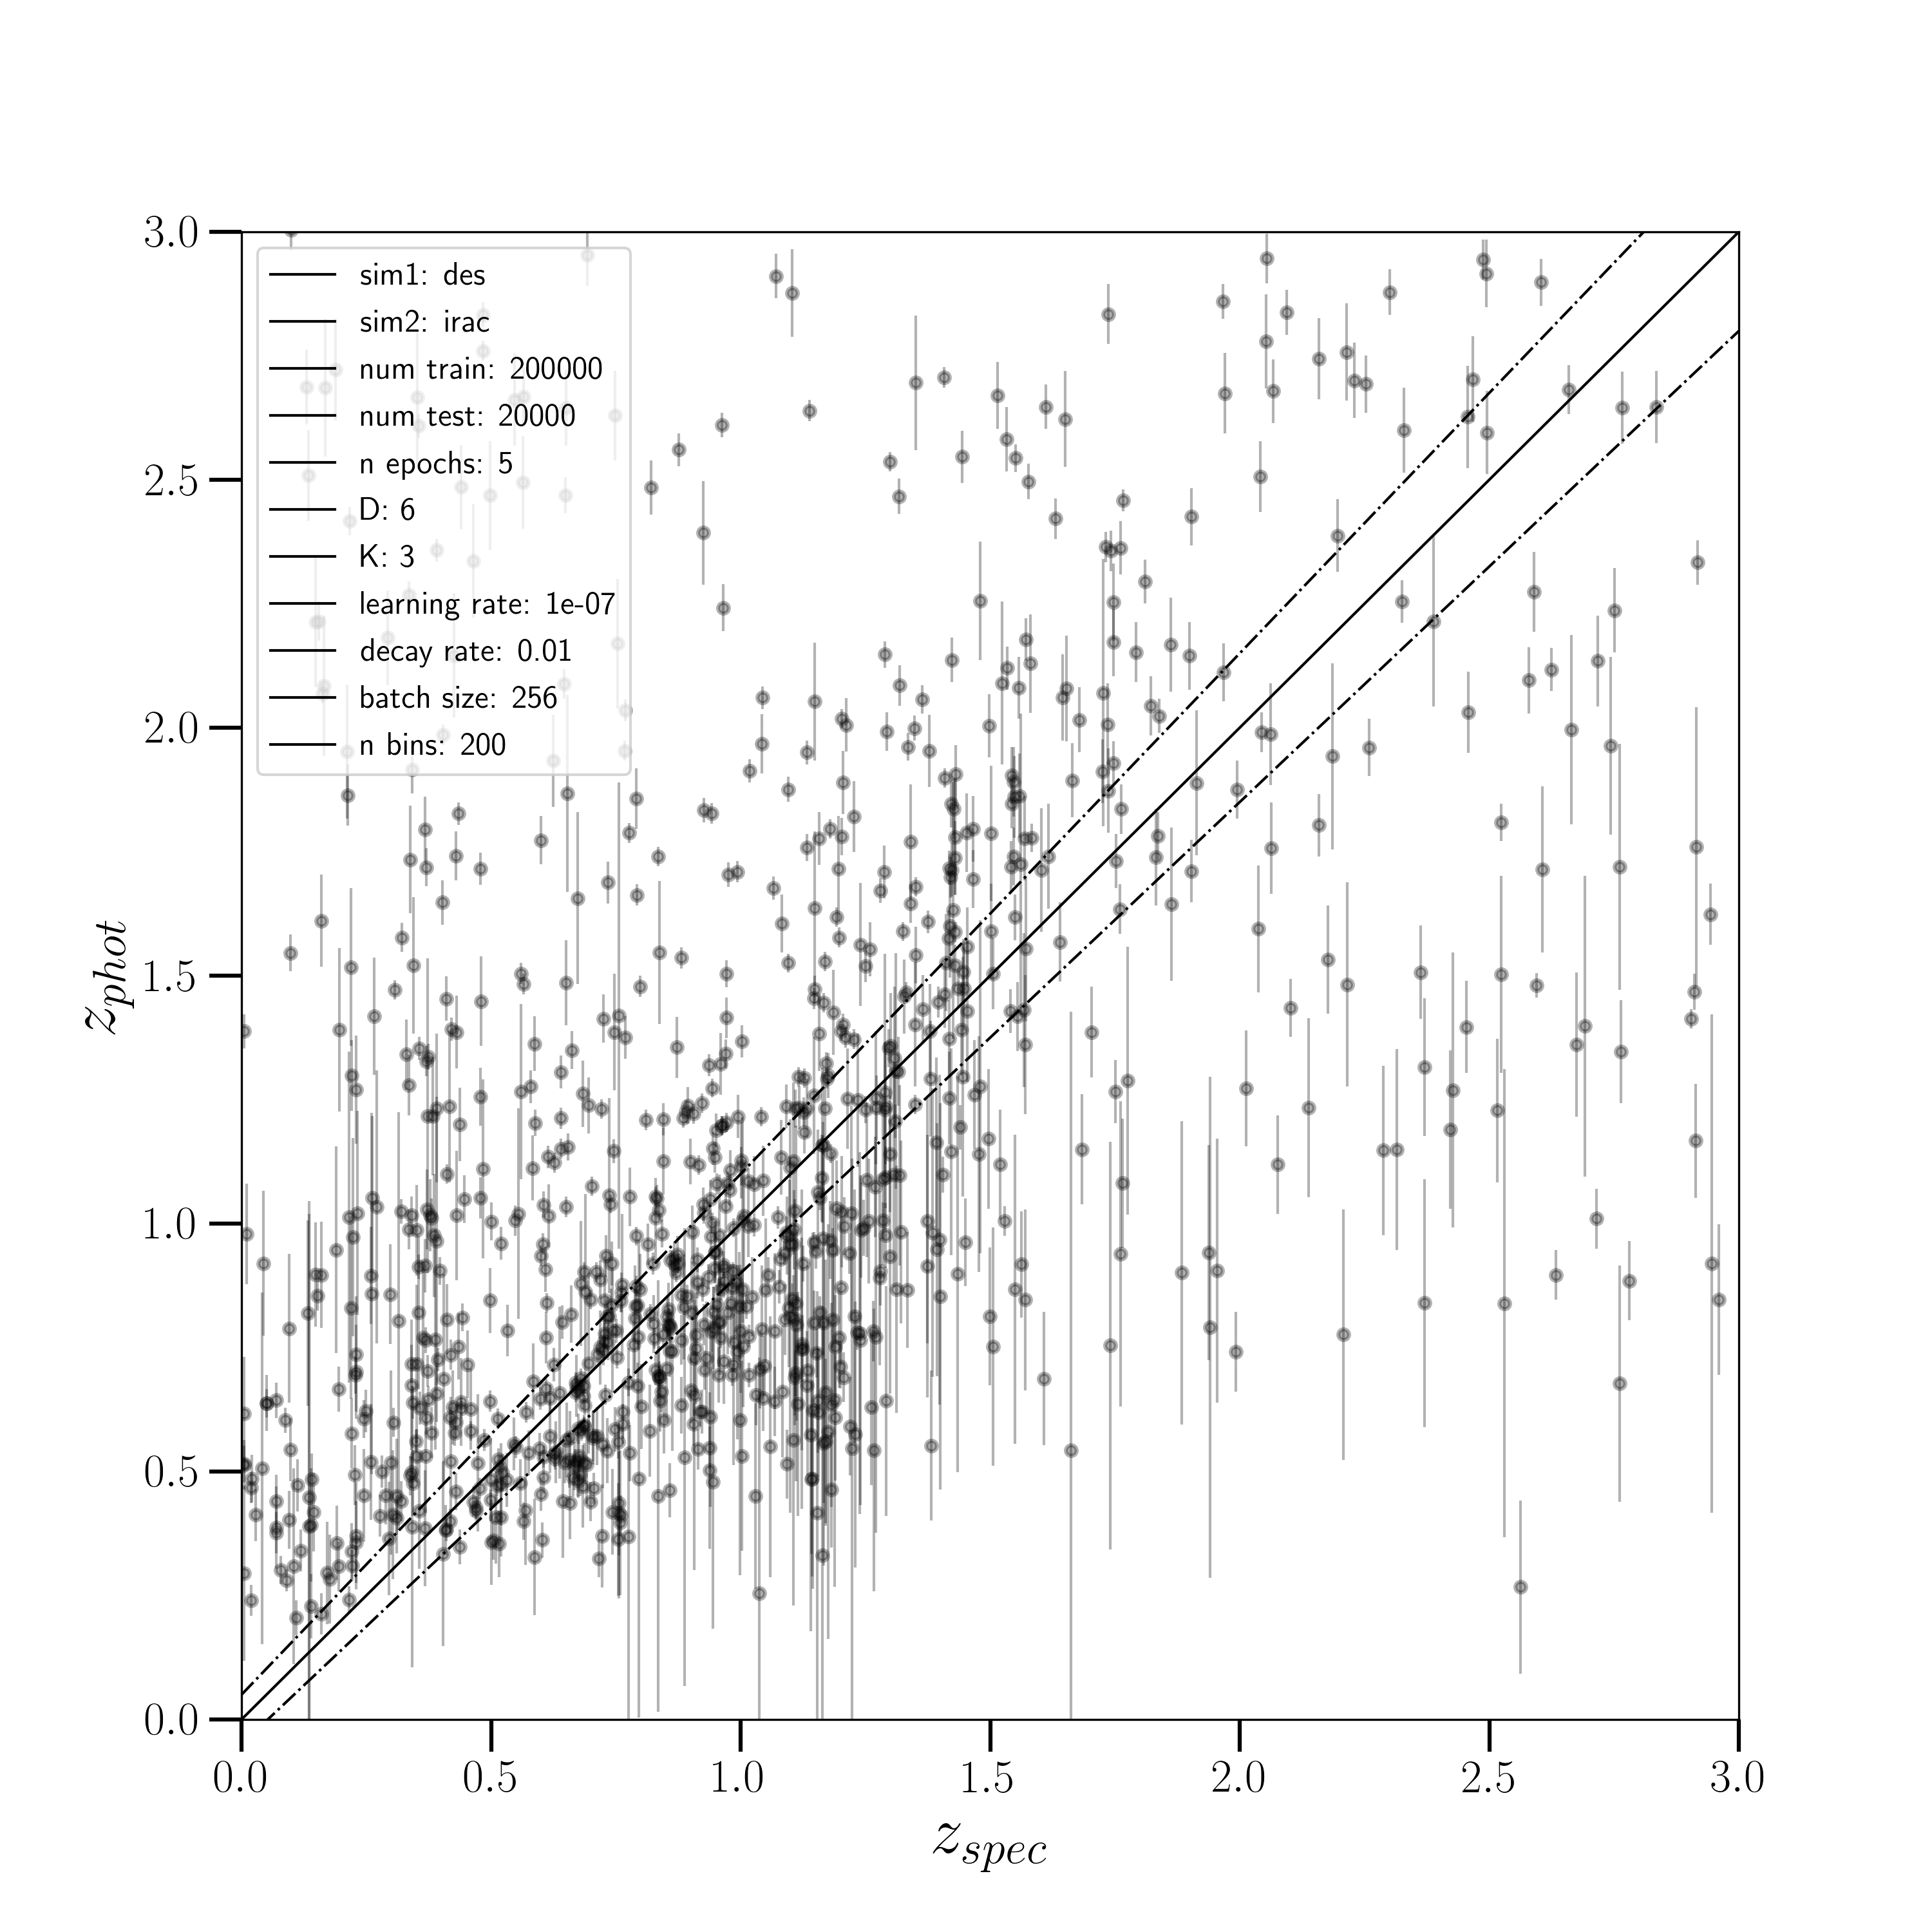 3.0
sim1: des
sim2: irac
num train: 200000
num test: 20000
n epochs: 5
D: 6
K: 3
learning rate: 1e-07
decay rate: 0.01
batch size: 256
n bins: 200
2.5
2.0
1.5
1.0
0.5
0.0
z_phot
0.0 0.5 1.0 1.5 2.0 2.5 3.0
z_spec